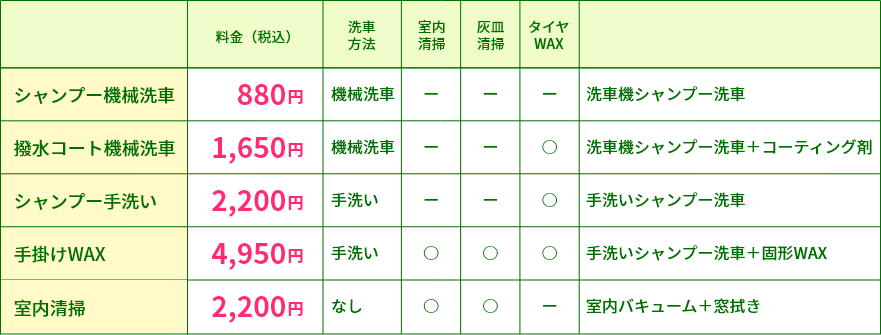 料金（税込） 洗車方法 室内清掃 灰皿清掃 タイヤWAX
シャンプー機械洗車 880円 機械洗車 ー ー ー 洗車機シャンプー洗車
撥水コート機械洗車 1,650円 機械洗車 ー ー ○ 洗車機シャンプー洗車＋コーティング剤
シャンプー手洗い 2,200円 手洗い ー ー ○ 手洗いシャンプー洗車
手掛けWAX 4,950円 手洗い ○ ○ ○ 手洗いシャンプー洗車＋固形WAX
室内清掃 2,200円 なし ○ ○ ー 室内バキューム＋窓拭き